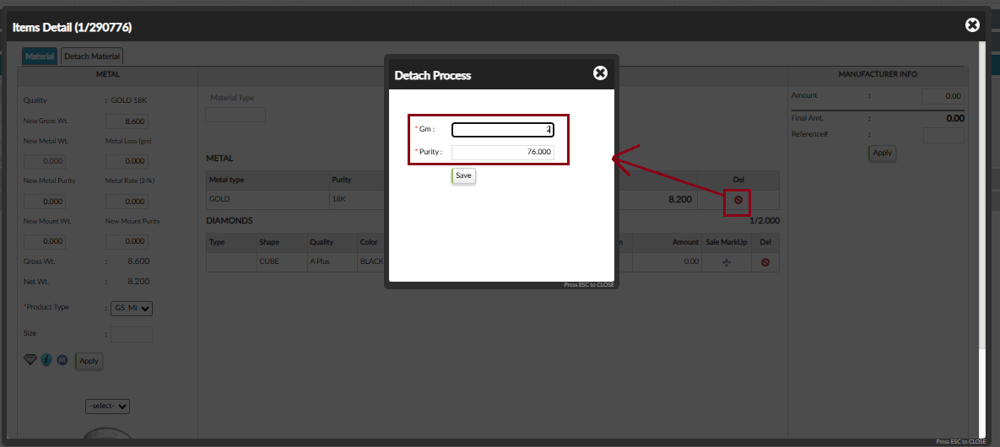 Items Detail (1/290776)
Material Detach Material
METAL
Quality : GOLD 18K
New Gross Wt. 8.600
New Metal Wt. Metal Loss (gm)
0.000 0.000
New Metal Purity Metal Rate (24k)
0.000 0.000
New Mount Wt. New Mount Purity
0.000 0.000
Gross Wt. : 8.600
Net Wt. : 8.200
*Product Type : GS_Mi
Size :
i M Apply
-select-
Material Type
METAL
Metal type Purity Del
GOLD 18K 8.200
DIAMONDS 1/2.000
Type Shape Quality Color Amount Sale MarkUp Del
CUBE A Plus BLACK 0.00
Detach Process
* Gm : 2
* Purity : 76.000
Save
Press ESC to CLOSE
MANUFACTURER INFO
Amount : 0.00
Final Amt. : 0.00
Reference# :
Apply
Press ESC to CLOSE